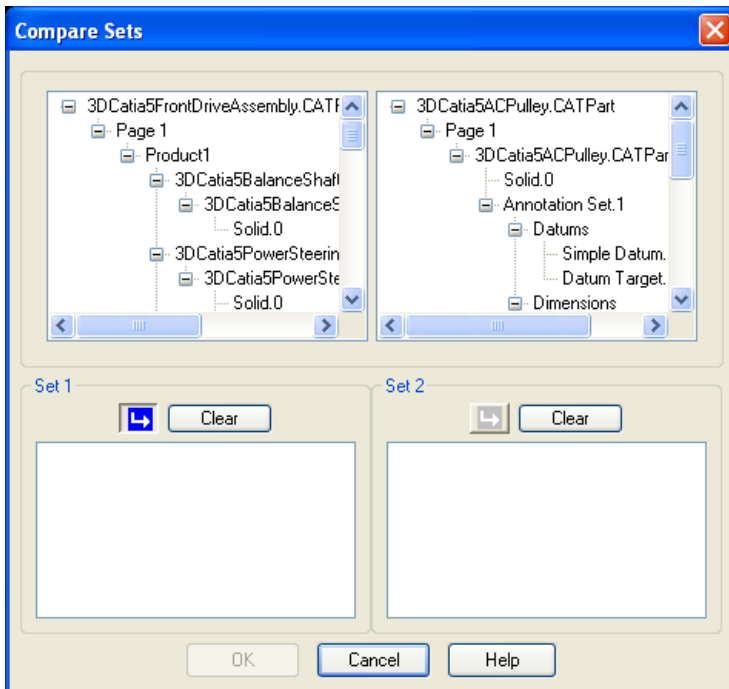 Compare Sets
3DCatia5FrontDriveAssembly.CATF
Page 1
Product1
3DCatia5BalanceShaft
3DCatia5BalanceS
Solid.0
3DCatia5PowerSteerin
3DCatia5PowerSte
Solid.0
3DCatia5ACPulley.CATPart
Page 1
3DCatia5ACPulley.CATPar
Solid.0
Annotation Set.1
Datums
Simple Datum.
Datum Target.
Dimensions
Set 1
Clear
Set 2
Clear
OK
Cancel
Help